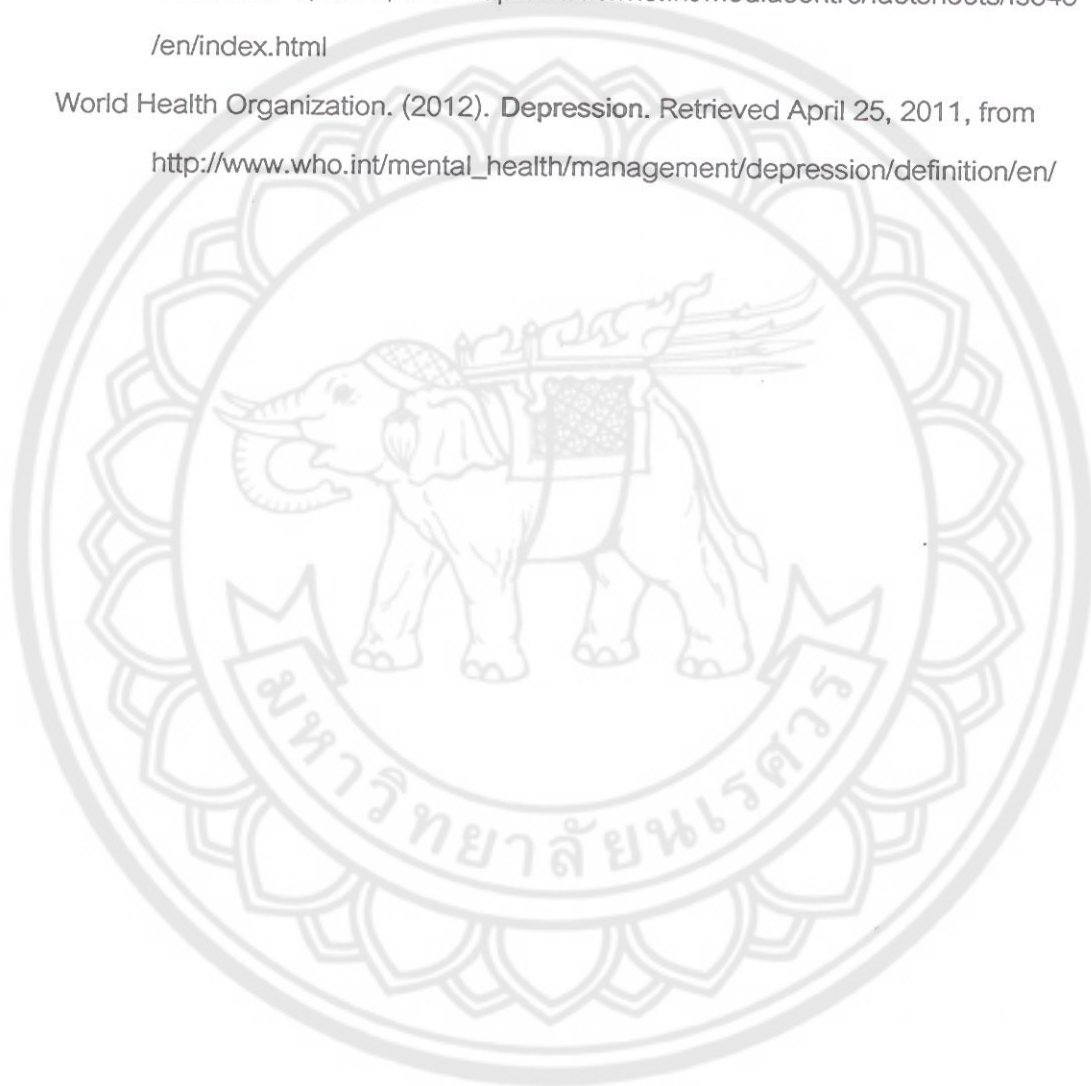 /en/index.html
World Health Organization. (2012). Depression. Retrieved April 25, 2011, from
http://www.who.int/mental_health/management/depression/definition/en/
มหาวิทยาลัยนเรศวร